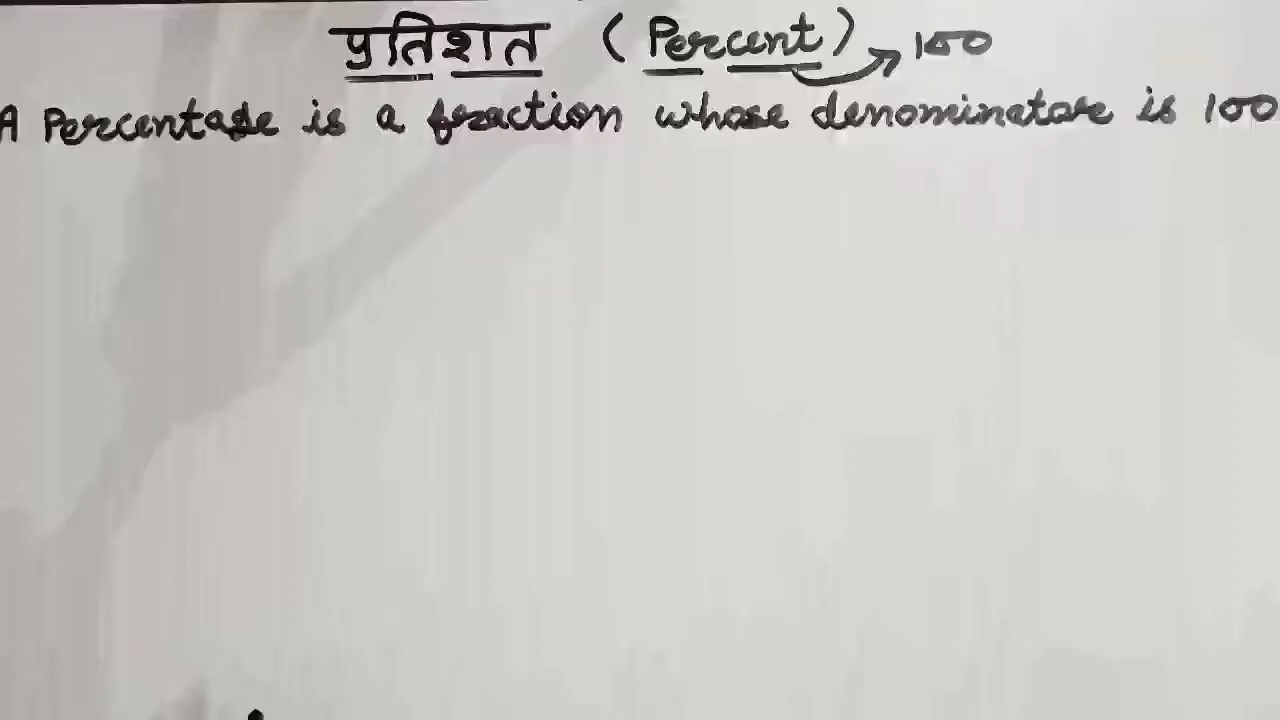 प्रतिशत (Percent) → 100
A Percentage is a fraction whose denominator is 100